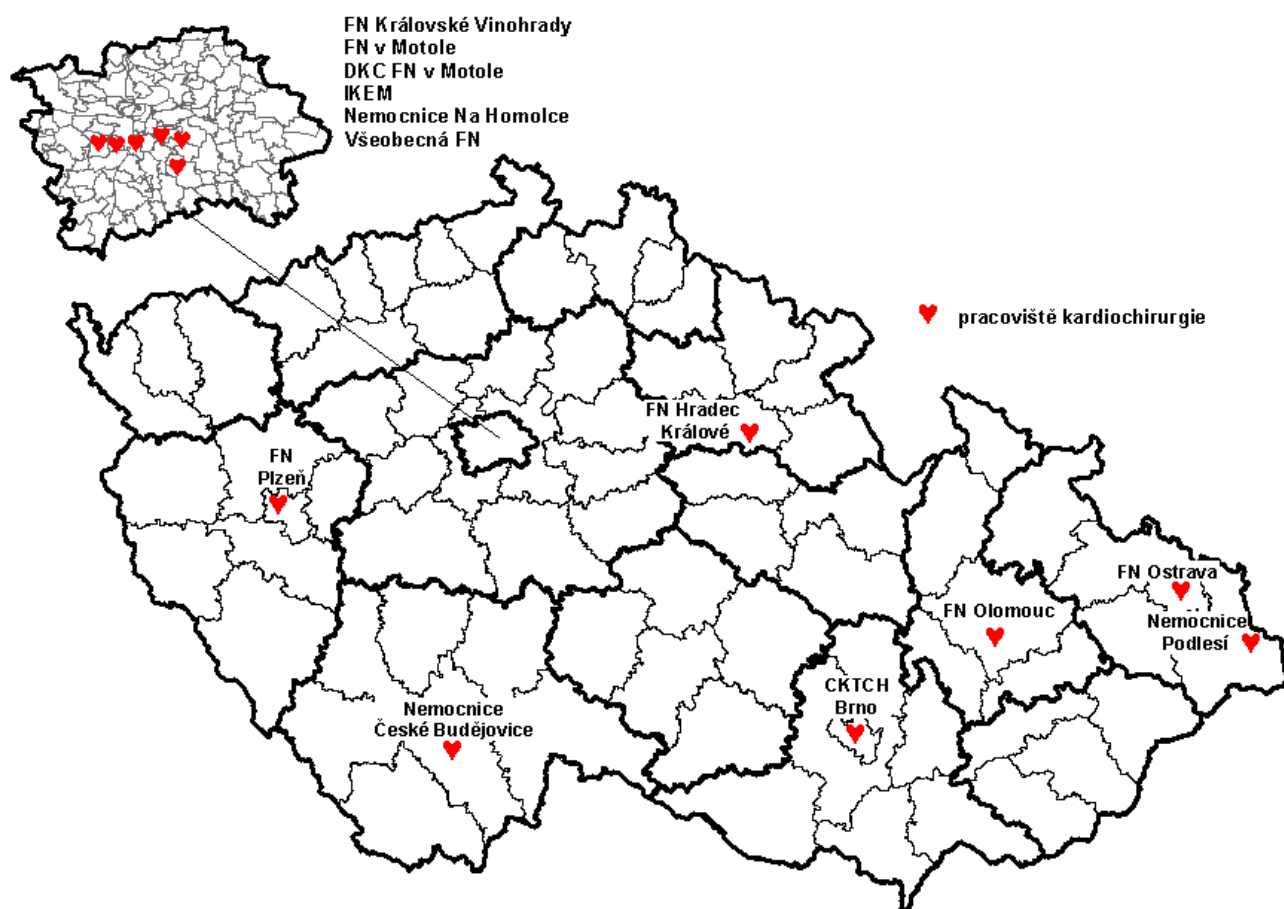 FN Královské Vinohrady
FN v Motole
DKC FN v Motole
IKEM
Nemocnice Na Homolce
Všeobecná FN
pracoviště kardiochirurgie
FN Hradec
Králové
FN
Plzeň
FN Ostrava
Nemocnice
Podlesí
FN Olomouc
CKTCH
Brno
Nemocnice
České Budějovice